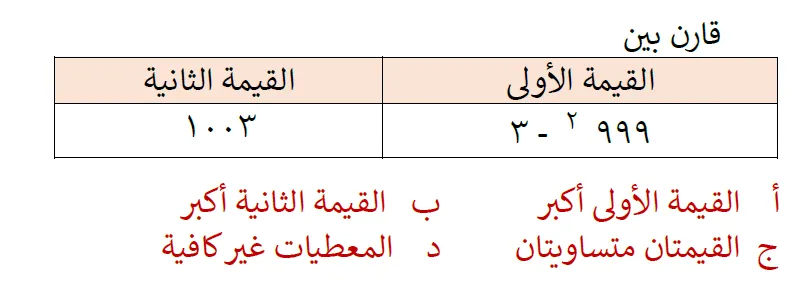 قارن بين
القيمة الأولى القيمة الثانية
٩٩٩ ٢ - ٣ ١٠٠٣
أ القيمة الأولى أكبر ب القيمة الثانية أكبر
ج القيمتان متساويتان د المعطيات غير كافية